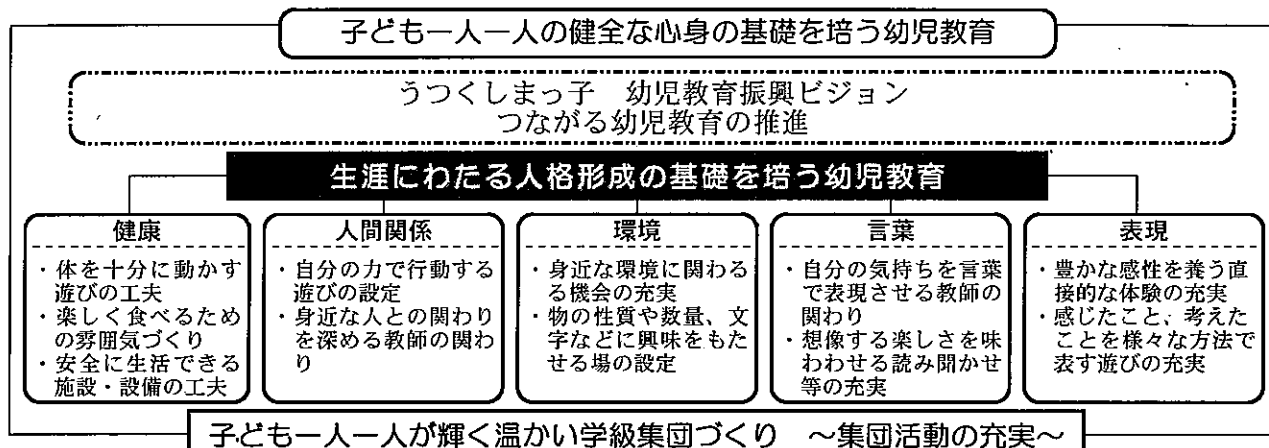 子ども一人一人の健全な心身の基礎を培う幼児教育
うつくしまっ子　幼児教育振興ビジョン
つながる幼児教育の推進
生涯にわたる人格形成の基礎を培う幼児教育
健康
・体を十分に動かす
遊びの工夫
・楽しく食べるため
の雰囲気づくり
・安全に生活できる
施設・設備の工夫
人間関係
・自分の力で行動する
遊びの設定
・身近な人との関わり
を深める教師の関わ
り
環境
・身近な環境に関わ
る機会の充実
・物の性質や数量、文
字などに興味をもた
せる場の設定
言葉
・自分の気持ちを言葉
で表現させる教師の
関わり
・想像する楽しさを味
わわせる読み聞かせ
等の充実
表現
・豊かな感性を養う直
接的な体験の充実
・感じたこと、考えた
ことを様々な方法で
表す遊びの充実
子ども一人一人が輝く温かい学級集団づくり　～集団活動の充実～